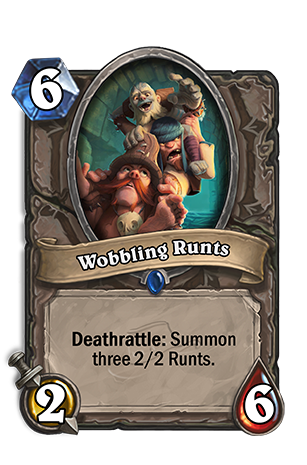 6
Wobbling Runts
Deathrattle: Summon
three 2/2 Runts.
2
6